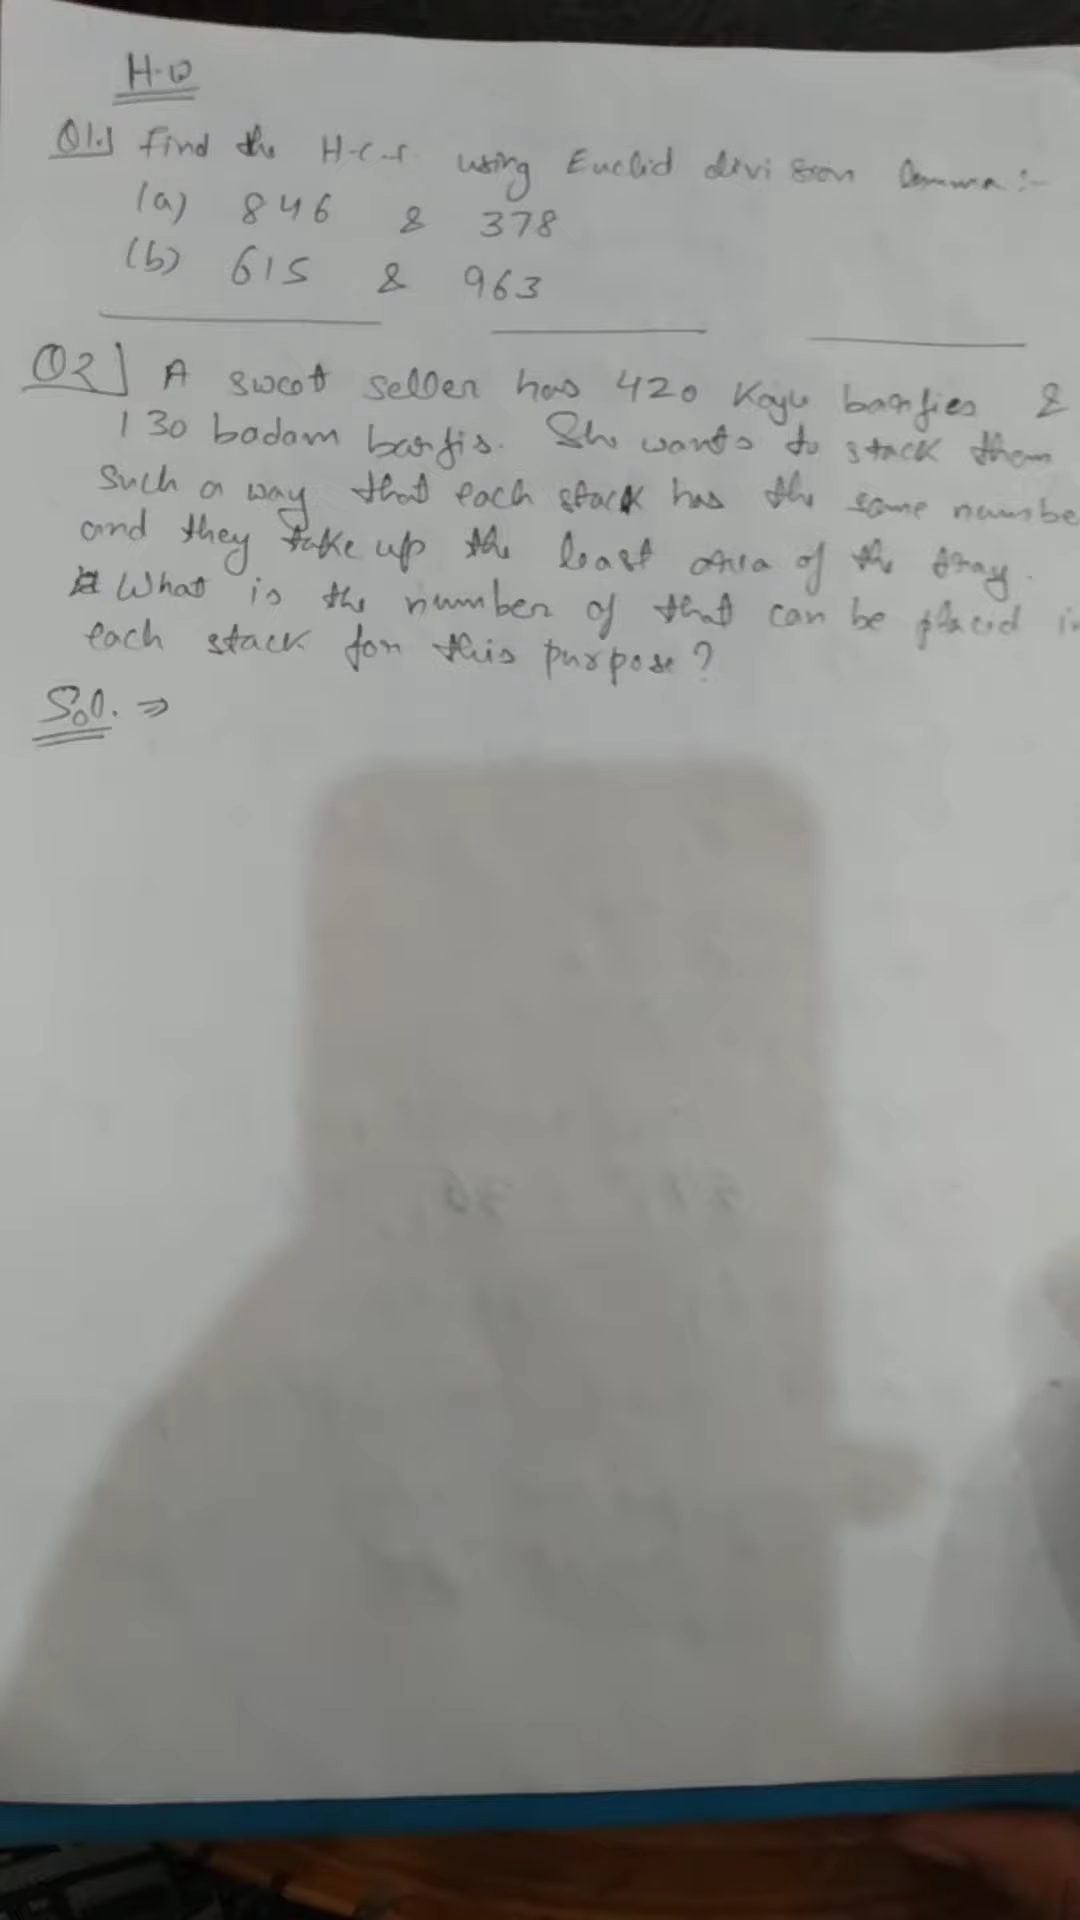 H.W
Q1.] Find the H.C.F. using Euclid division lemma :-
(a) 846 & 378
(b) 615 & 963
Q2] A sweet seller has 420 Kaju barfies &
130 badam barfis. She wants to stack them
such a way that each stack has the same numbe
and they take up the least area of the tray.
What is the number of that can be placed in
each stack for this purpose?
Sol. ⇒